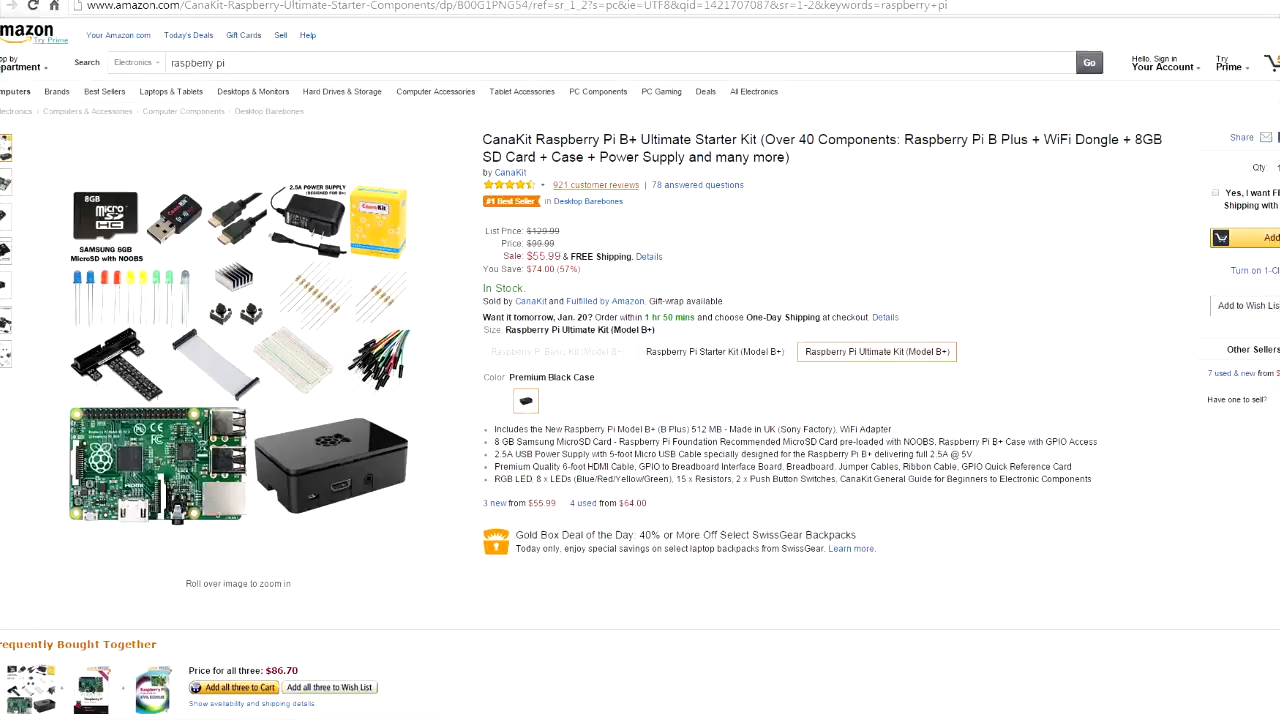 www.amazon.com/CanaKit-Raspberry-Ultimate-Starter-Components/dp/B00G1PNG54/ref=sr_1_2?s=pc&ie=UTF8&qid=1421707087&sr=1-2&keywords=raspberry+pi
mazon
Try Prime
Your Amazon.com Today's Deals Gift Cards Sell Help
op by
partment
Search Electronics raspberry pi Go
Hello. Sign in
Your Account
Try
Prime
mputers Brands Best Sellers Laptops & Tablets Desktops & Monitors Hard Drives & Storage Computer Accessories Tablet Accessories PC Components PC Gaming Deals All Electronics
lectronics › Computers & Accessories › Computer Components › Desktop Barebones
CanaKit Raspberry Pi B+ Ultimate Starter Kit (Over 40 Components: Raspberry Pi B Plus + WiFi Dongle + 8GB
SD Card + Case + Power Supply and many more)
by CanaKit
921 customer reviews | 78 answered questions
#1 Best Seller in Desktop Barebones
List Price: $129.99
Price: $99.99
Sale: $55.99 & FREE Shipping. Details
You Save: $74.00 (57%)
In Stock.
Sold by CanaKit and Fulfilled by Amazon. Gift-wrap available.
Want it tomorrow, Jan. 20? Order within 1 hr 50 mins and choose One-Day Shipping at checkout. Details
Size: Raspberry Pi Ultimate Kit (Model B+)
Raspberry Pi Basic Kit (Model B+) Raspberry Pi Starter Kit (Model B+) Raspberry Pi Ultimate Kit (Model B+)
Color: Premium Black Case
• Includes the New Raspberry Pi Model B+ (B Plus) 512 MB - Made in UK (Sony Factory), WiFi Adapter
• 8 GB Samsung MicroSD Card - Raspberry Pi Foundation Recommended MicroSD Card pre-loaded with NOOBS, Raspberry Pi B+ Case with GPIO Access
• 2.5A USB Power Supply with 5-foot Micro USB Cable specially designed for the Raspberry Pi B+ delivering full 2.5A @ 5V
• Premium Quality 6-foot HDMI Cable, GPIO to Breadboard Interface Board, Breadboard, Jumper Cables, Ribbon Cable, GPIO Quick Reference Card
• RGB LED, 8 x LEDs (Blue/Red/Yellow/Green), 15 x Resistors, 2 x Push Button Switches, CanaKit General Guide for Beginners to Electronic Components
3 new from $55.99 4 used from $64.00
Gold Box Deal of the Day: 40% or More Off Select SwissGear Backpacks
Today only, enjoy special savings on select laptop backpacks from SwissGear. Learn more.
8GB
micro SD HC
SAMSUNG 8GB
MicroSD with NOOBS
2.5A POWER SUPPLY
(DESIGNED FOR B+)
CanaKit
HDMI
Roll over image to zoom in
Share
Qty: 1
Yes, I want F
Shipping with
Add
Turn on 1-Cl
Add to Wish Lis
Other Sellers
7 used & new from $
Have one to sell?
requently Bought Together
Price for all three: $86.70
Add all three to Cart Add all three to Wish List
Show availability and shipping details